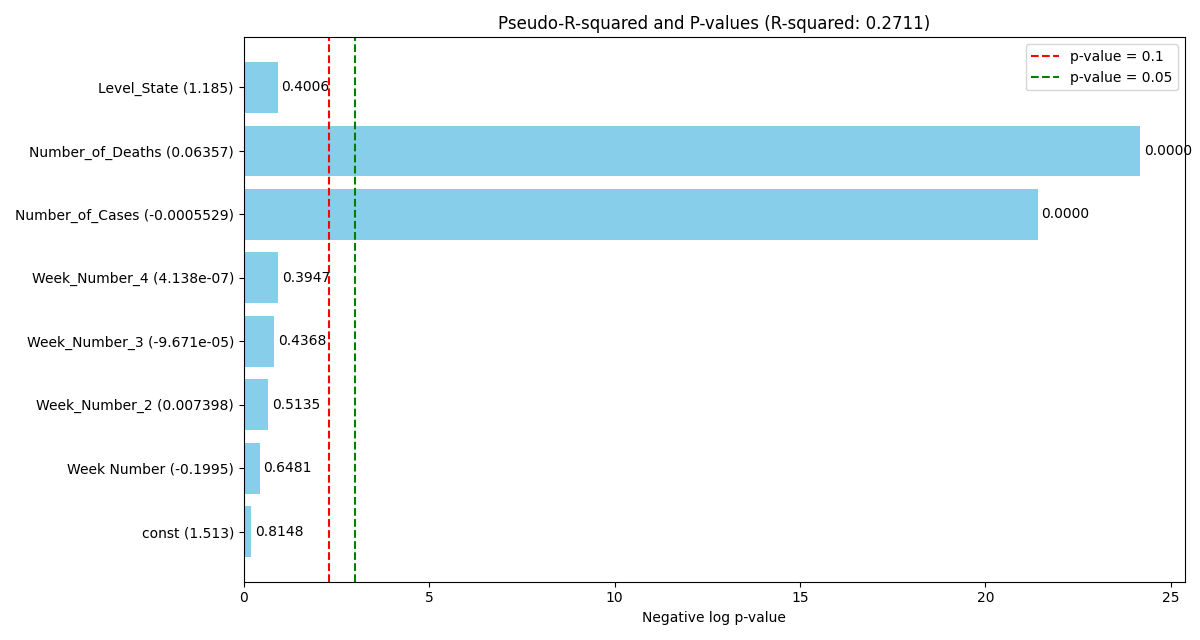 Pseudo-R-squared and P-values (R-squared: 0.2711)
p-value = 0.1
p-value = 0.05
Level_State (1.185) 0.4006
Number_of_Deaths (0.06357) 0.0000
Number_of_Cases (-0.0005529) 0.0000
Week_Number_4 (4.138e-07) 0.3947
Week_Number_3 (-9.671e-05) 0.4368
Week_Number_2 (0.007398) 0.5135
Week Number (-0.1995) 0.6481
const (1.513) 0.8148
0 5 10 15 20 25
Negative log p-value